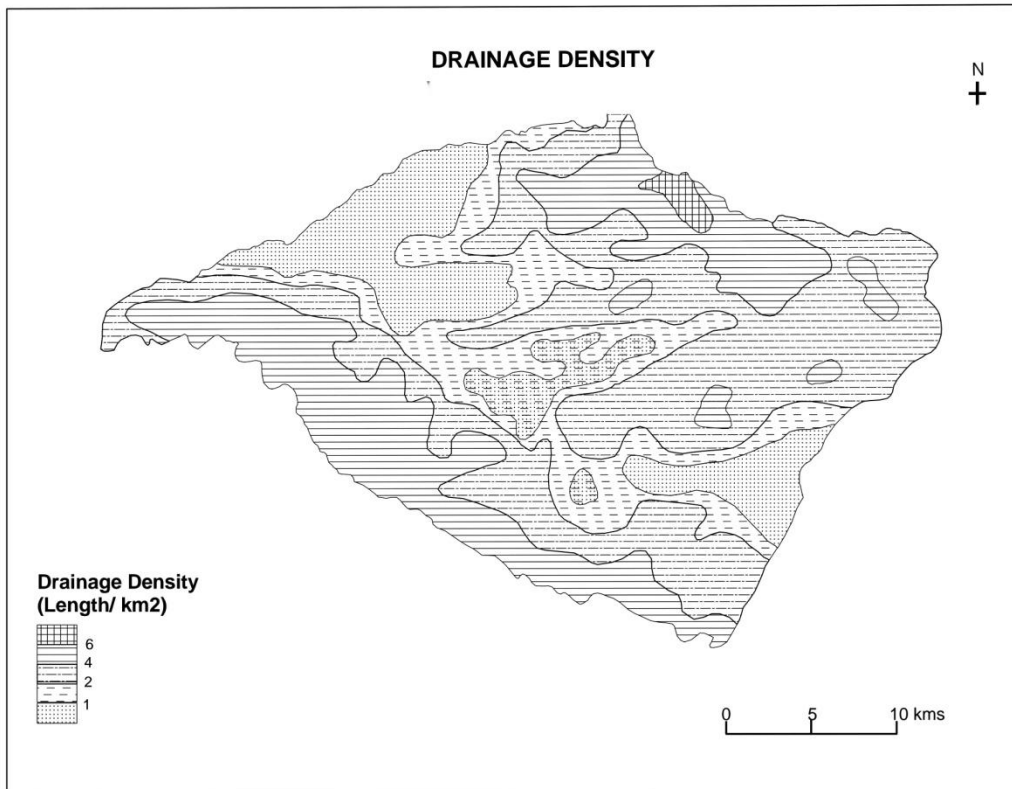 DRAINAGE DENSITY
N
Drainage Density
(Length/ km2)
6
4
2
1
0 5 10 kms